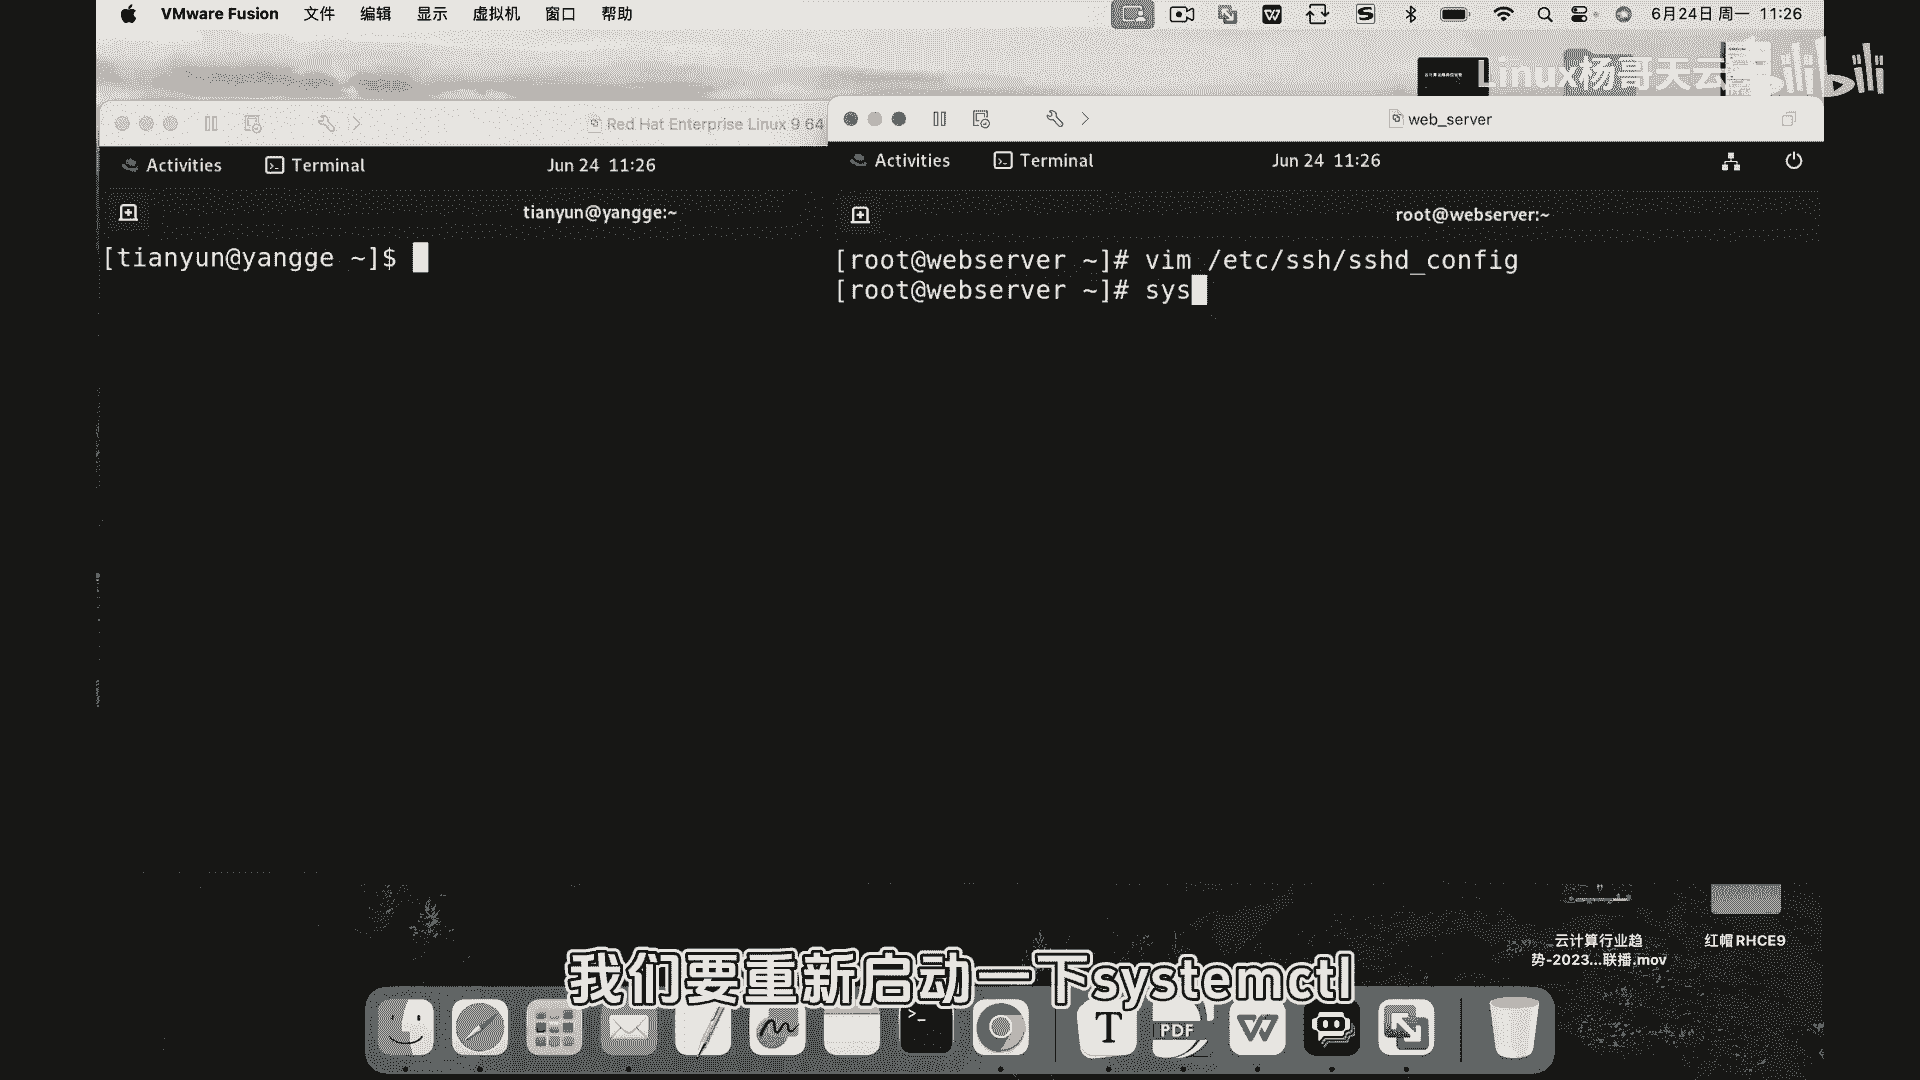 VMware Fusion 文件 编辑 显示 虚拟机 窗口 帮助 6月24日 周一 11:26
Linux杨哥天云 bilibili
Red Hat Enterprise Linux 9 64
web_server
Activities Terminal Jun 24 11:26
Activities Terminal Jun 24 11:26
tianyun@yangge:~
root@webserver:~
[tianyun@yangge ~]$
[root@webserver ~]# vim /etc/ssh/sshd_config
[root@webserver ~]# sys
云计算行业趋
势-2023...联播.mov
红帽RHCE9
我们要重新启动一下systemctl
T
PDF
W